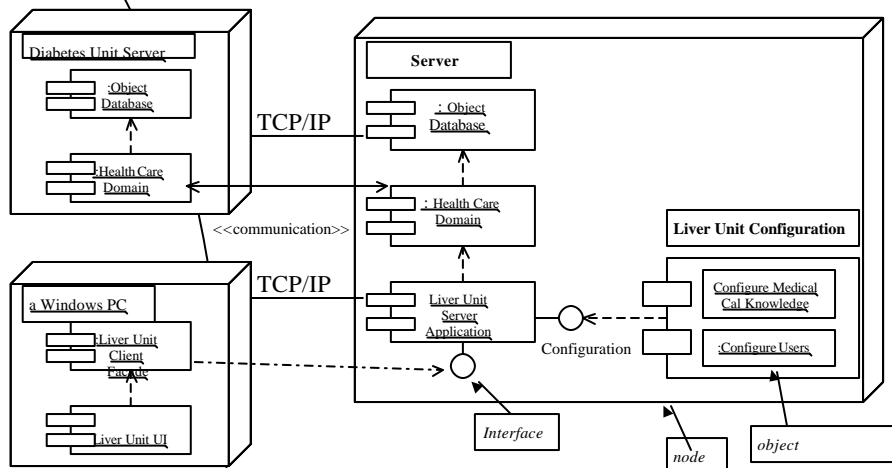 Diabetes Unit Server
:Object
Database
:Health Care
Domain
TCP/IP
<<communication>>
a Windows PC
:Liver Unit
Client
Facade
Liver Unit UI
TCP/IP
Server
: Object
Database
: Health Care
Domain
Liver Unit
Server
Application
Configuration
Liver Unit Configuration
Configure Medical
Cal Knowledge
:Configure Users
Interface
node
object